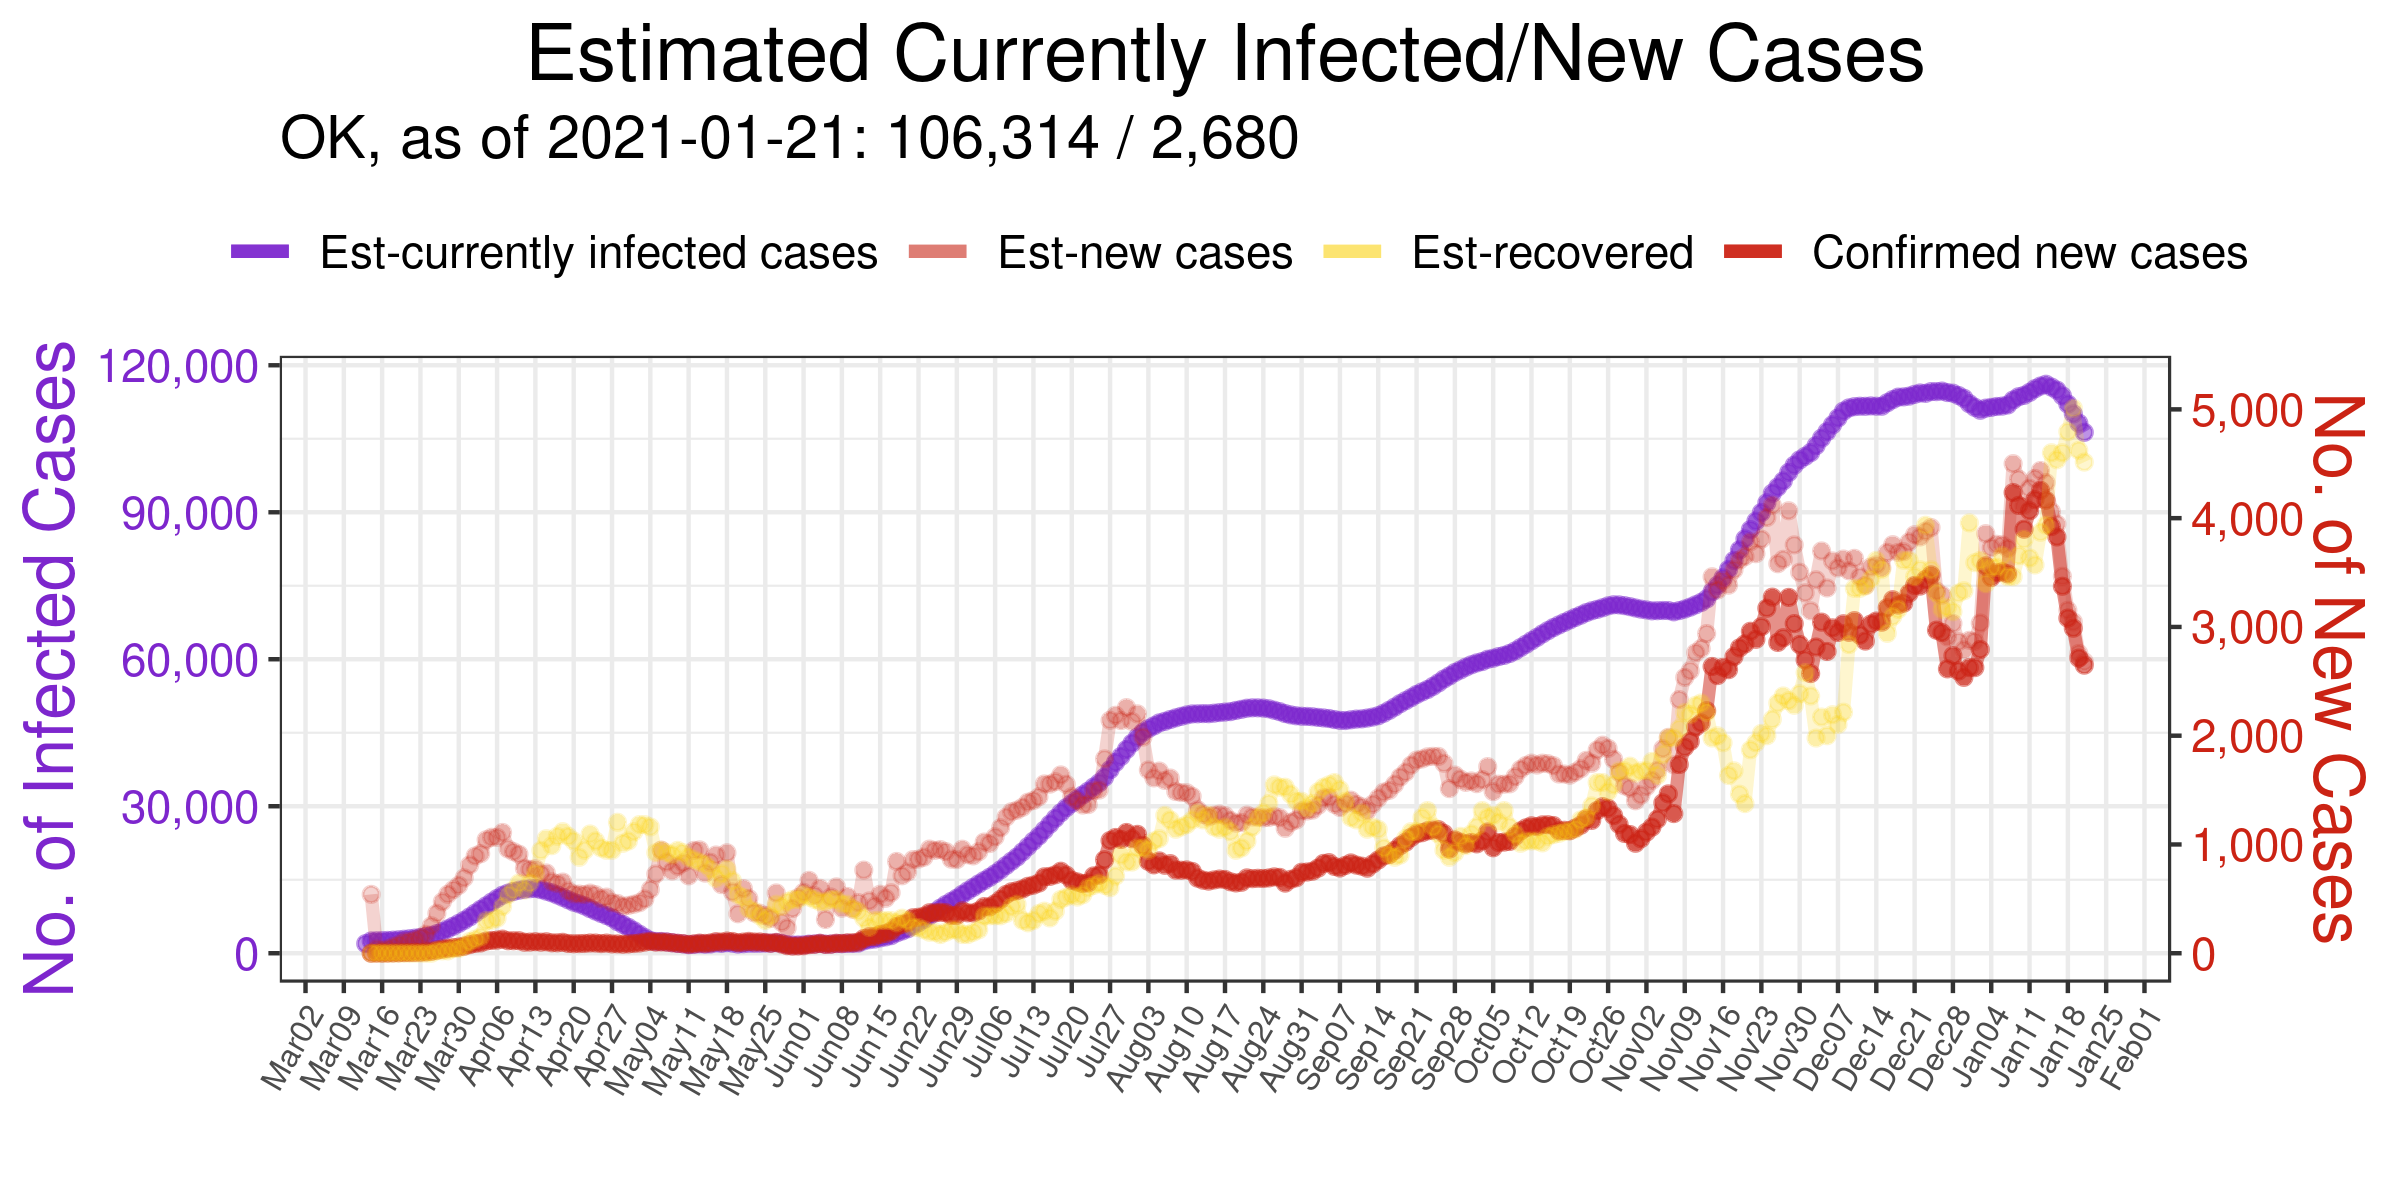 Estimated Currently Infected/New Cases
OK, as of 2021-01-21: 106,314 / 2,680
Est-currently infected cases Est-new cases Est-recovered Confirmed new cases
No. of Infected Cases
120,000
90,000
60,000
30,000
0
5,000
4,000
3,000
2,000
1,000
0
No. of New Cases
Mar02 Mar09 Mar16 Mar23 Mar30 Apr06 Apr13 Apr20 Apr27 May04 May11 May18 May25 Jun01 Jun08 Jun15 Jun22 Jun29 Jul06 Jul13 Jul20 Jul27 Aug03 Aug10 Aug17 Aug24 Aug31 Sep07 Sep14 Sep21 Sep28 Oct05 Oct12 Oct19 Oct26 Nov02 Nov09 Nov16 Nov23 Nov30 Dec07 Dec14 Dec21 Dec28 Jan04 Jan11 Jan18 Jan25 Feb01